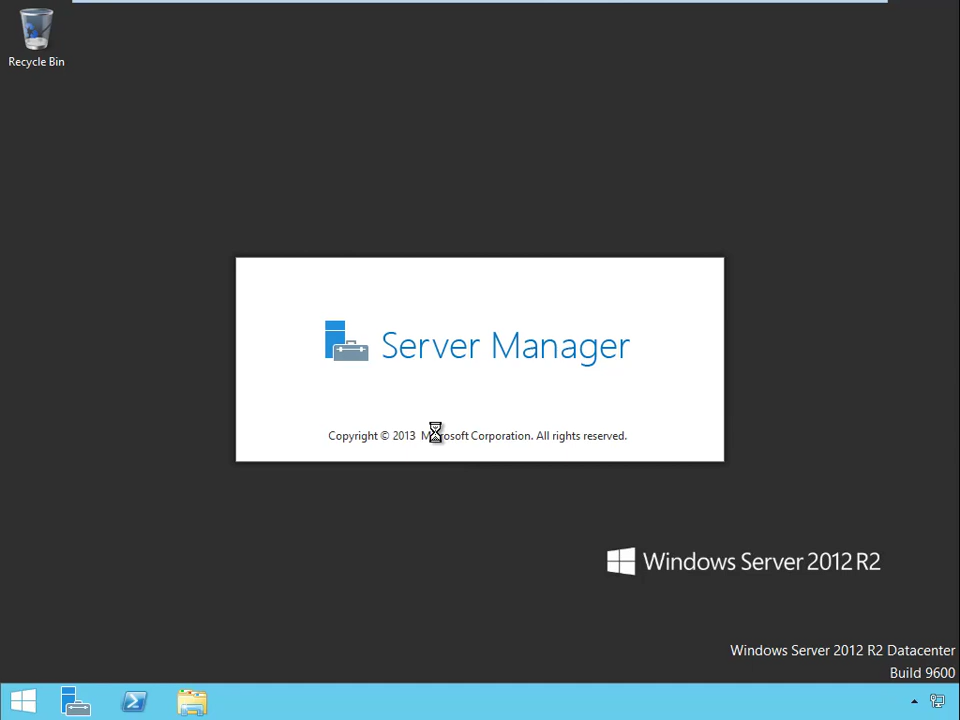 Recycle Bin
Server Manager
Copyright © 2013 Microsoft Corporation. All rights reserved.
Windows Server 2012 R2
Windows Server 2012 R2 Datacenter
Build 9600